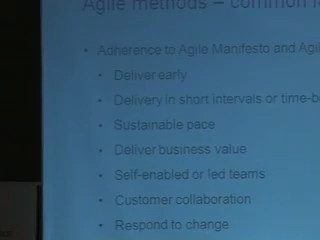 Agile methods – common
Adherence to Agile Manifesto and Agi
• Deliver early
• Delivery in short intervals or time-b
• Sustainable pace
• Deliver business value
• Self-enabled or led teams
• Customer collaboration
• Respond to change